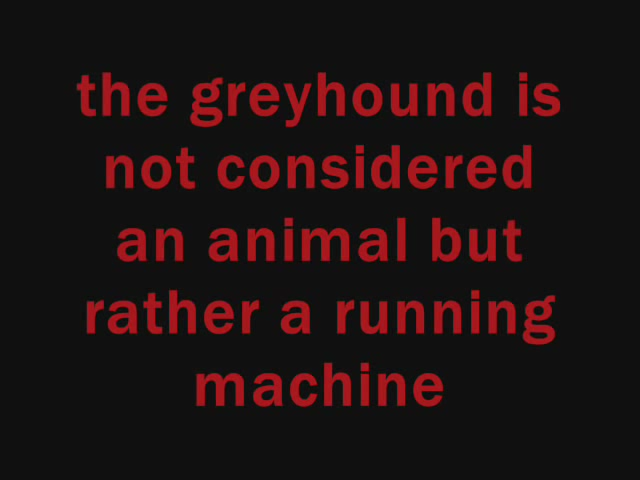 the greyhound is
not considered
an animal but
rather a running
machine